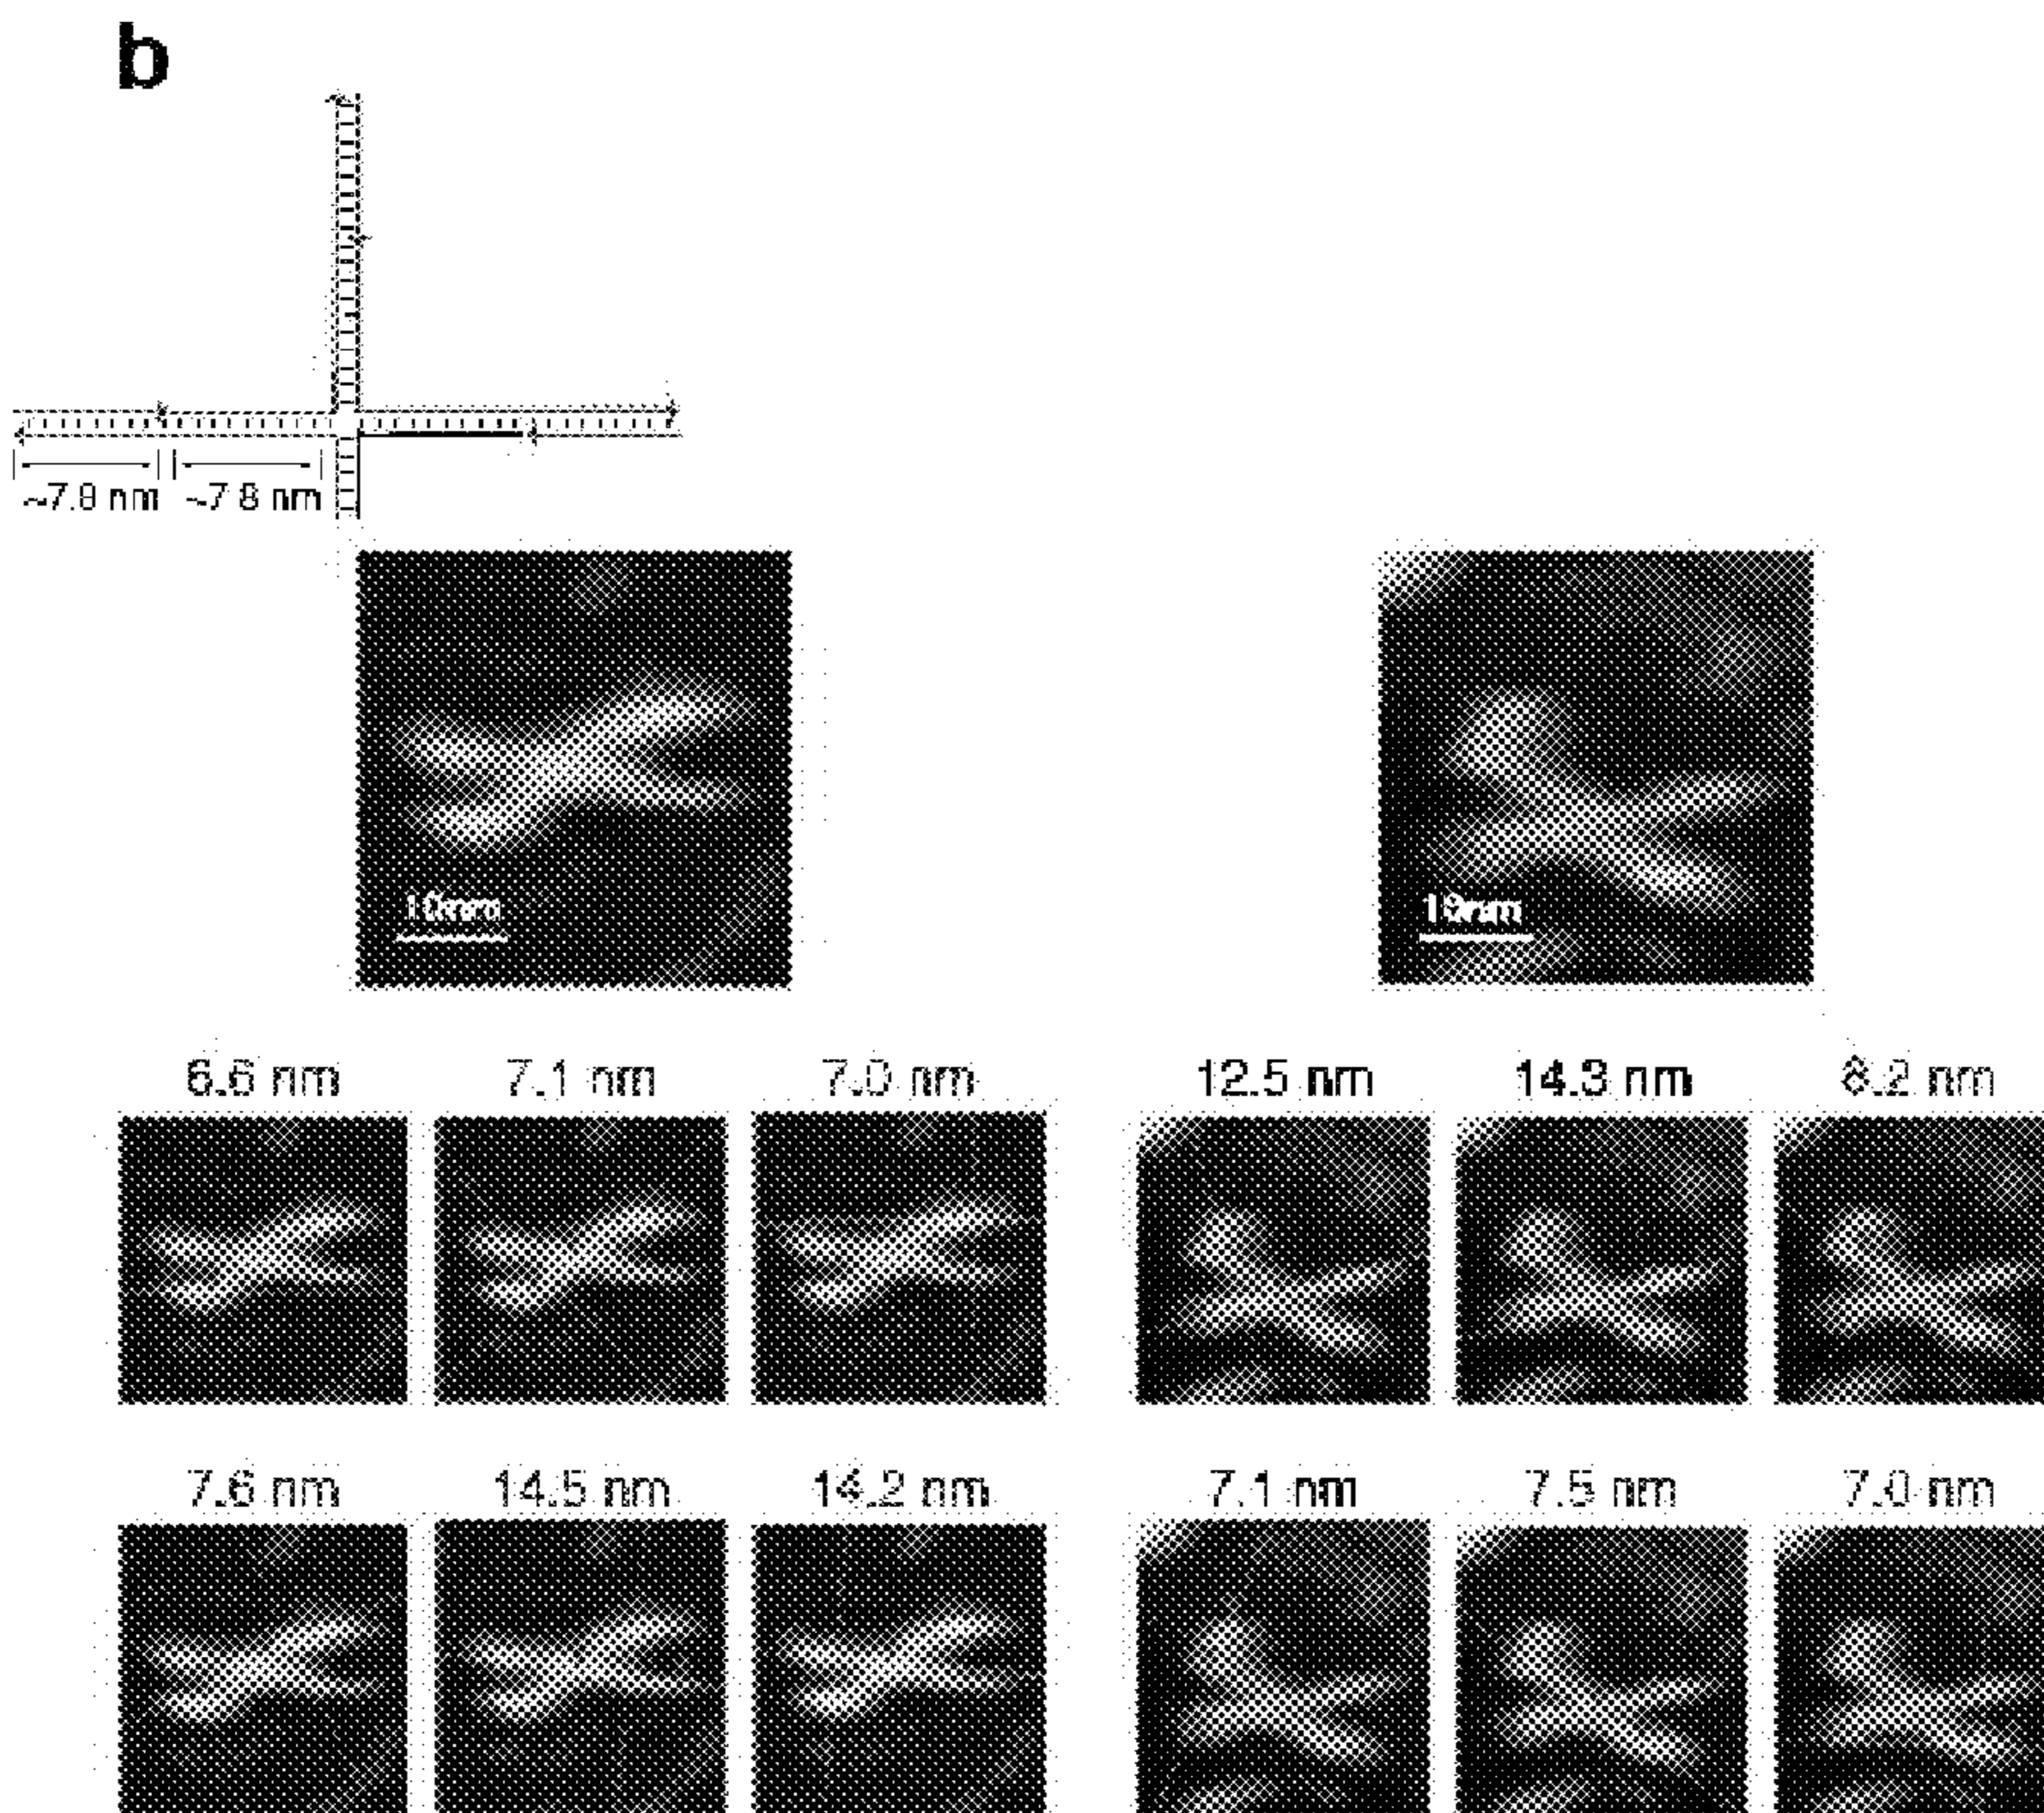 b
~7.8 nm ~7 8 nm
10nm
10nm
6.6 nm 7.1 nm 7.0 nm 12.5 nm 14.3 nm 8.2 nm
7.6 nm 14.5 nm 14.2 nm 7.1 nm 7.5 nm 7.0 nm